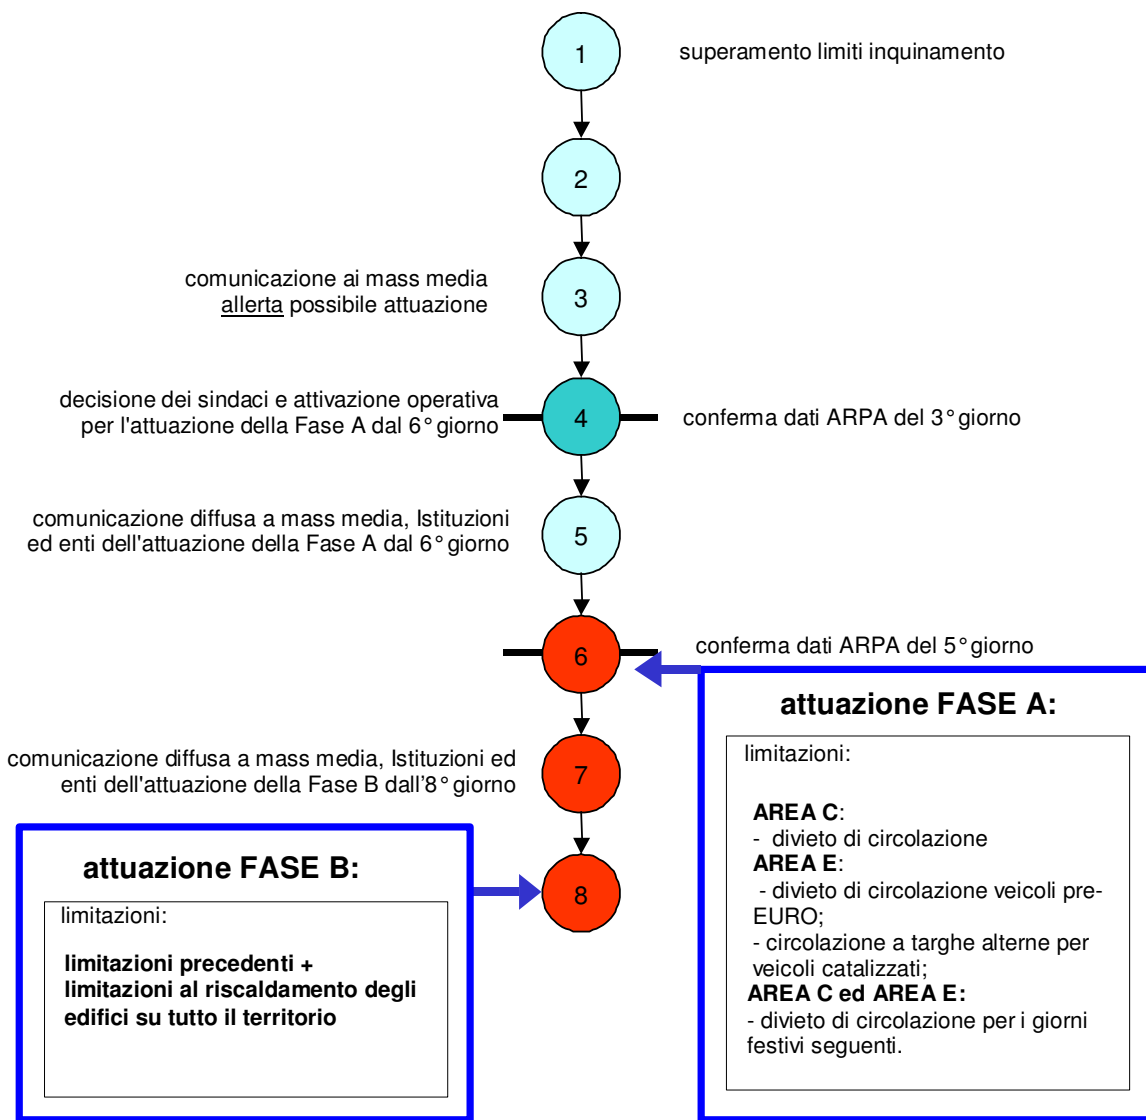 1
superamento limiti inquinamento
2
comunicazione ai mass media
allerta possibile attuazione
3
decisione dei sindaci e attivazione operativa
per l'attuazione della Fase A dal 6° giorno
4
conferma dati ARPA del 3° giorno
comunicazione diffusa a mass media, Istituzioni
ed enti dell'attuazione della Fase A dal 6° giorno
5
6
conferma dati ARPA del 5° giorno
attuazione FASE A:
limitazioni:
AREA C:
- divieto di circolazione
AREA E:
- divieto di circolazione veicoli pre-
EURO;
- circolazione a targhe alterne per
veicoli catalizzati;
AREA C ed AREA E:
- divieto di circolazione per i giorni
festivi seguenti.
comunicazione diffusa a mass media, Istituzioni ed
enti dell'attuazione della Fase B dall'8° giorno
7
attuazione FASE B:
limitazioni:
limitazioni precedenti +
limitazioni al riscaldamento degli
edifici su tutto il territorio
8